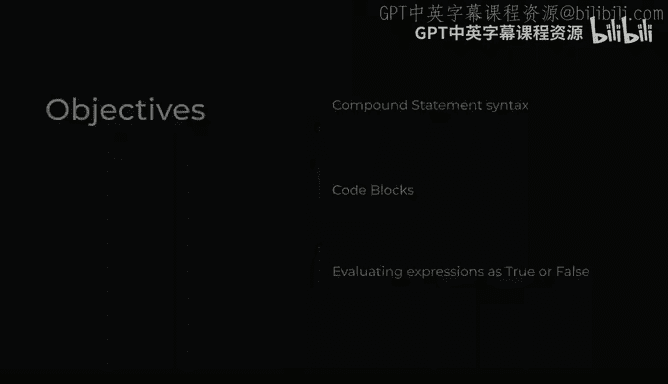 GPT中英字幕课程资源@bilibili.com
GPT中英字幕课程资源 bilibili
Objectives
Compound Statement syntax
Code Blocks
Evaluating expressions as True or False